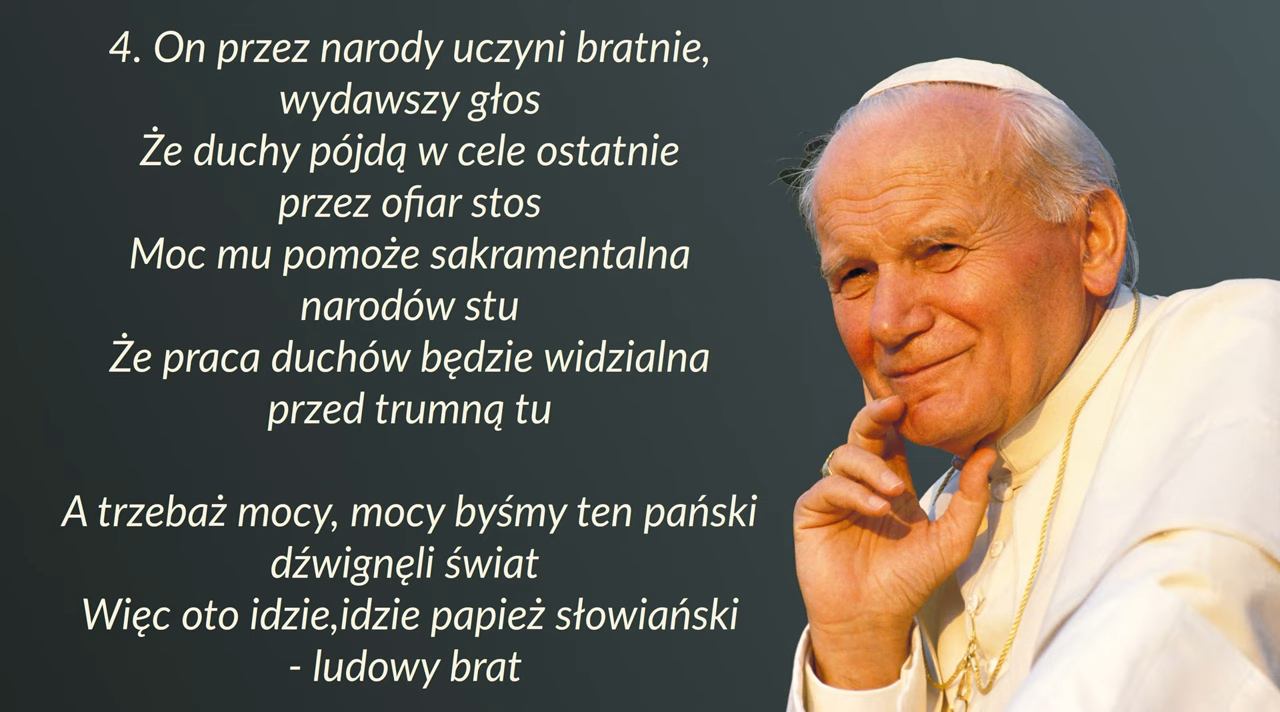 4. On przez narody uczyni bratnie,
wydawszy głos
Że duchy pójdą w cele ostatnie
przez ofiar stos
Moc mu pomoże sakramentalna
narodów stu
Że praca duchów będzie widzialna
przed trumną tu
A trzebaż mocy, mocy byśmy ten pański
dźwignęli świat
Więc oto idzie,idzie papież słowiański
- ludowy brat